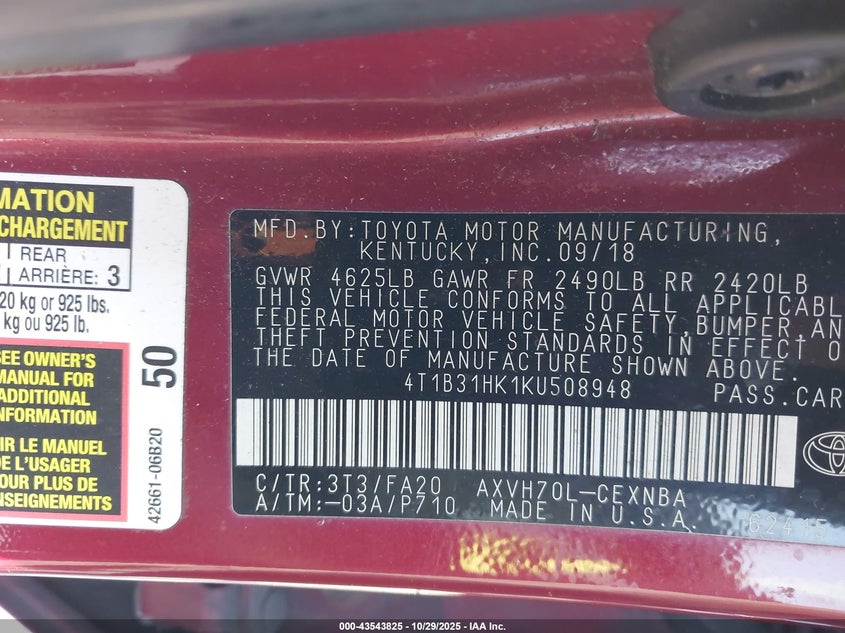 MATION
CHARGEMENT
REAR
ARRIÈRE: 3
20 kg or 925 lbs.
kg ou 925 lb.
SEE OWNER'S
MANUAL FOR
ADDITIONAL
INFORMATION
IR LE MANUEL
DE L'USAGER
OUR PLUS DE
NSEIGNEMENTS
50
42661-06B20
MFD.BY:TOYOTA MOTOR MANUFACTURING,
KENTUCKY,INC.09/18
GVWR 4625LB GAWR FR 2490LB RR 2420LB
THIS VEHICLE CONFORMS TO ALL APPLICABL
FEDERAL MOTOR VEHICLE SAFETY,BUMPER,AN
THEFT PREVENTION STANDARDS IN EFFECT O
THE DATE OF MANUFACTURE SHOWN ABOVE.
4T1B31HK1KU508948 PASS.CAR
C/TR:3T3/FA20 AXVH70L-CEXNBA
A/TM:-03A/P710 MADE IN U.S.A.
62415
000-43543825 - 10/29/2025 - IAA Inc.